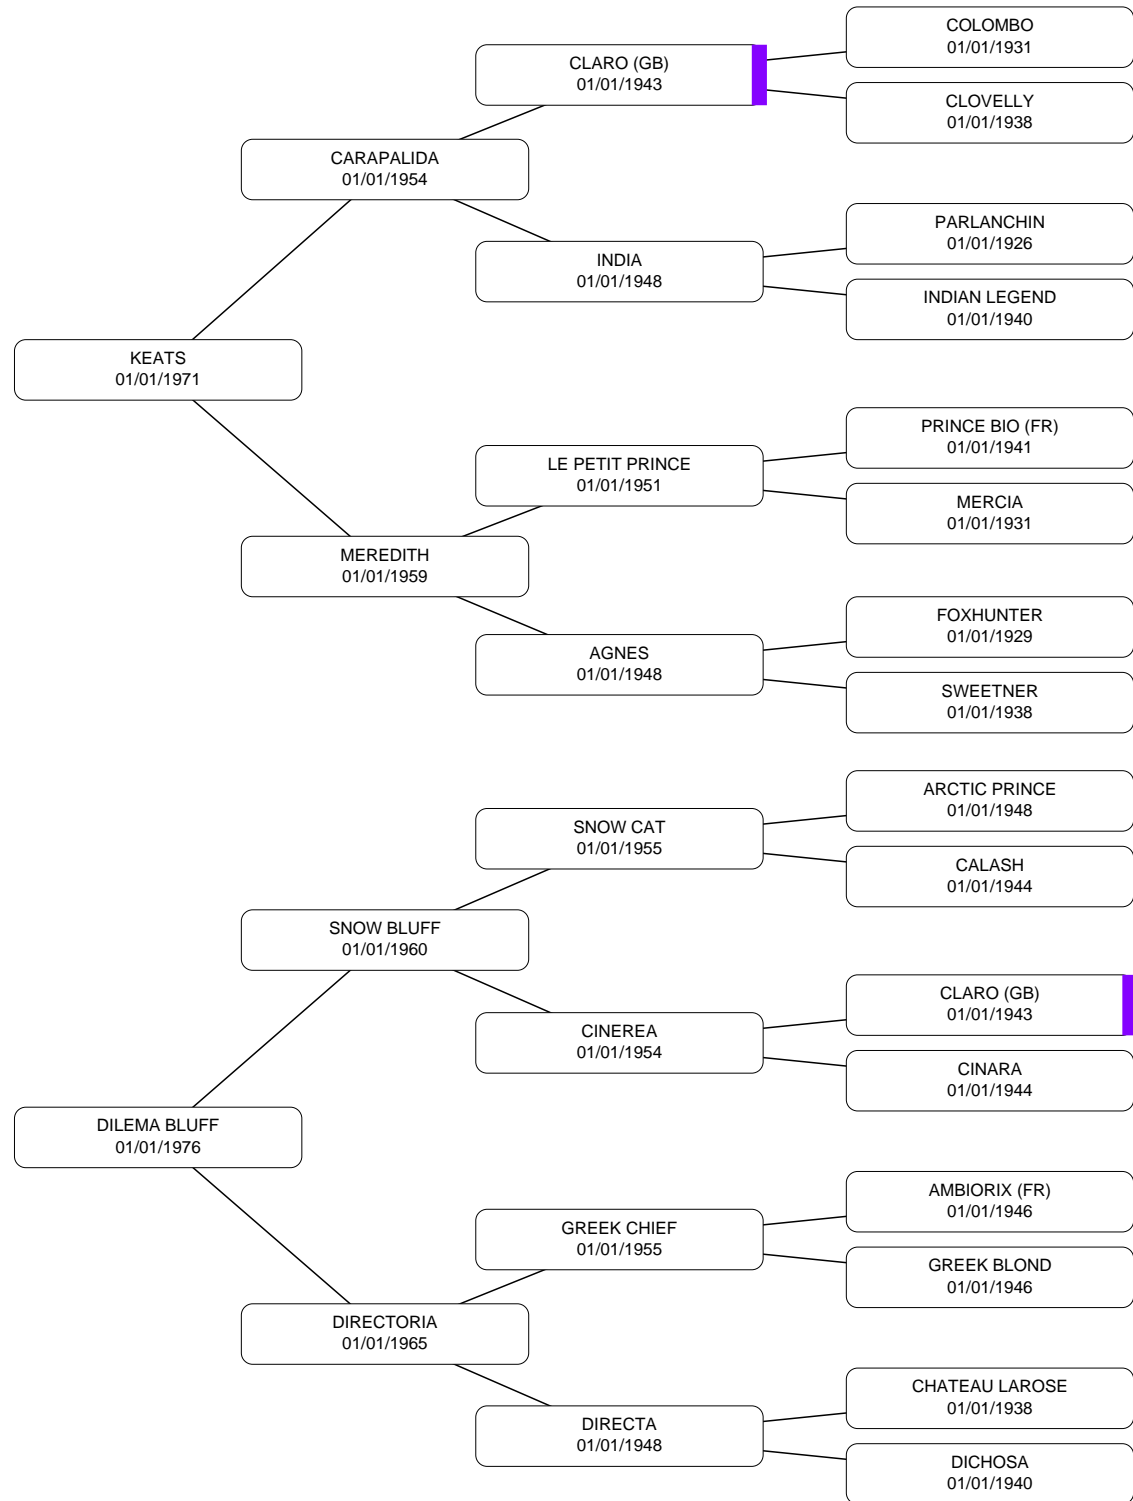 COLOMBO
01/01/1931
CLARO (GB)
01/01/1943
CLOVELLY
01/01/1938
CARAPALIDA
01/01/1954
PARLANCHIN
01/01/1926
INDIA
01/01/1948
INDIAN LEGEND
01/01/1940
KEATS
01/01/1971
PRINCE BIO (FR)
01/01/1941
LE PETIT PRINCE
01/01/1951
MERCIA
01/01/1931
MEREDITH
01/01/1959
FOXHUNTER
01/01/1929
AGNES
01/01/1948
SWEETNER
01/01/1938
ARCTIC PRINCE
01/01/1948
SNOW CAT
01/01/1955
CALASH
01/01/1944
SNOW BLUFF
01/01/1960
CLARO (GB)
01/01/1943
CINEREA
01/01/1954
CINARA
01/01/1944
DILEMA BLUFF
01/01/1976
AMBIORIX (FR)
01/01/1946
GREEK CHIEF
01/01/1955
GREEK BLOND
01/01/1946
DIRECTORIA
01/01/1965
CHATEAU LAROSE
01/01/1938
DIRECTA
01/01/1948
DICHOSA
01/01/1940